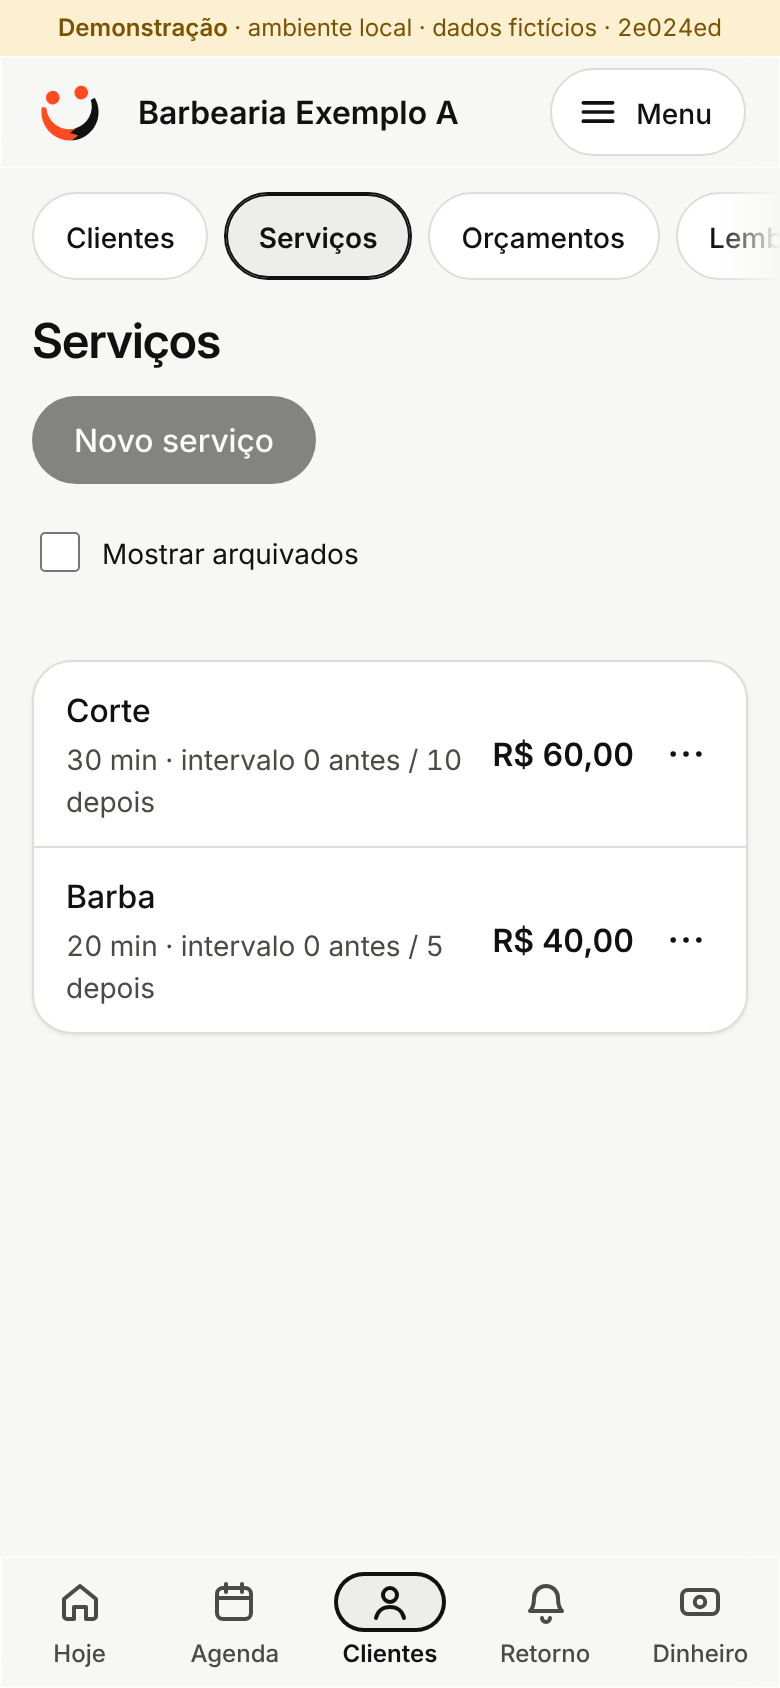 Demonstração · ambiente local · dados fictícios · 2e024ed
Barbearia Exemplo A
Menu
Clientes
Serviços
Orçamentos
Serviços
Novo serviço
Mostrar arquivados
Corte
30 min · intervalo 0 antes / 10
depois
R$ 60,00
Barba
20 min · intervalo 0 antes / 5
depois
R$ 40,00
Hoje
Agenda
Clientes
Retorno
Dinheiro